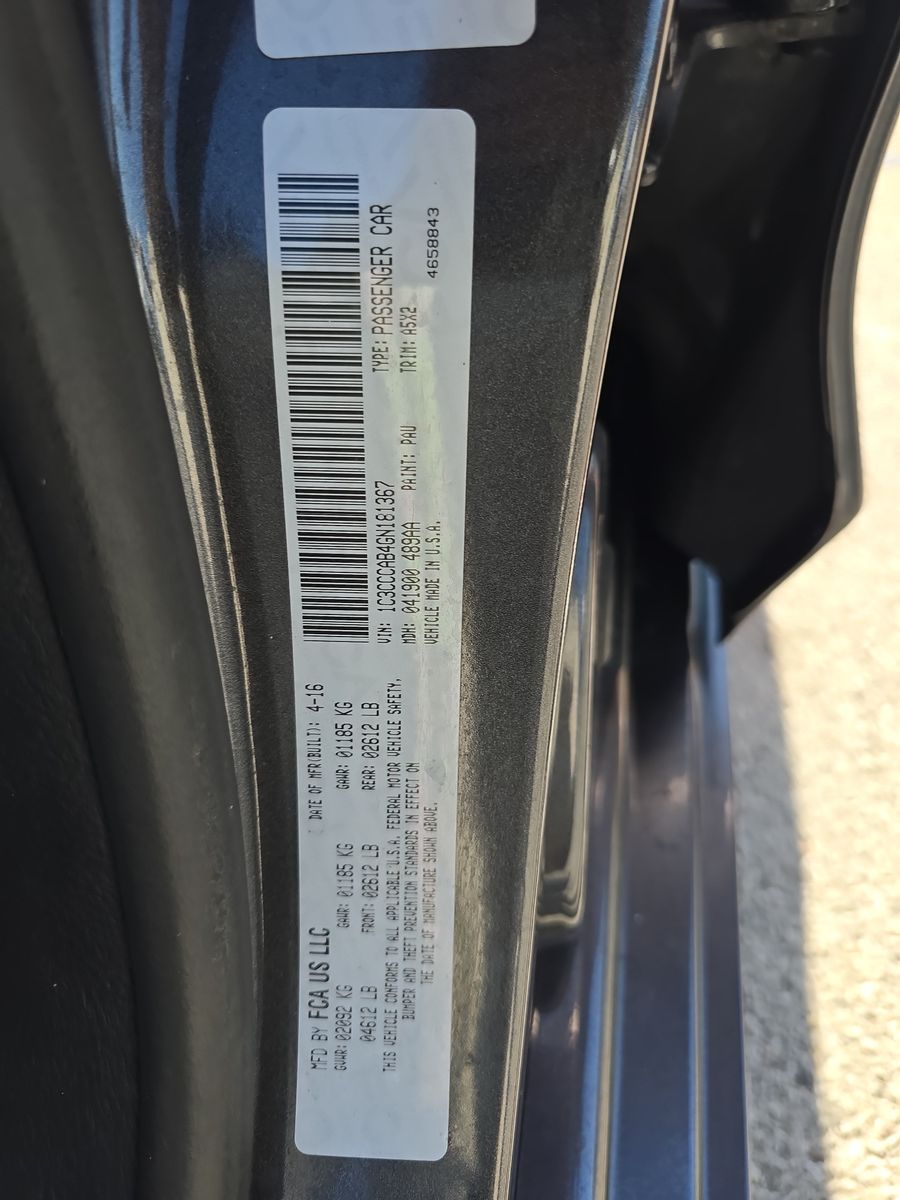 MFD BY FCA US LLC DATE OF MFR(BUILT): 4-16
GVWR: 02092 KG GAWR: 01185 KG GAWR: 01185 KG
04612 LB FRONT: 02612 LB REAR: 02612 LB
THIS VEHICLE CONFORMS TO ALL APPLICABLE U.S.A. FEDERAL MOTOR VEHICLE SAFETY,
BUMPER AND THEFT PREVENTION STANDARDS IN EFFECT ON
THE DATE OF MANUFACTURE SHOWN ABOVE.
VIN: 1C3CCCAB4GN181367 TYPE: PASSENGER CAR
MDH: 041900 489AA PAINT: PAU TRIM: A5X2
VEHICLE MADE IN U.S.A. 4658843